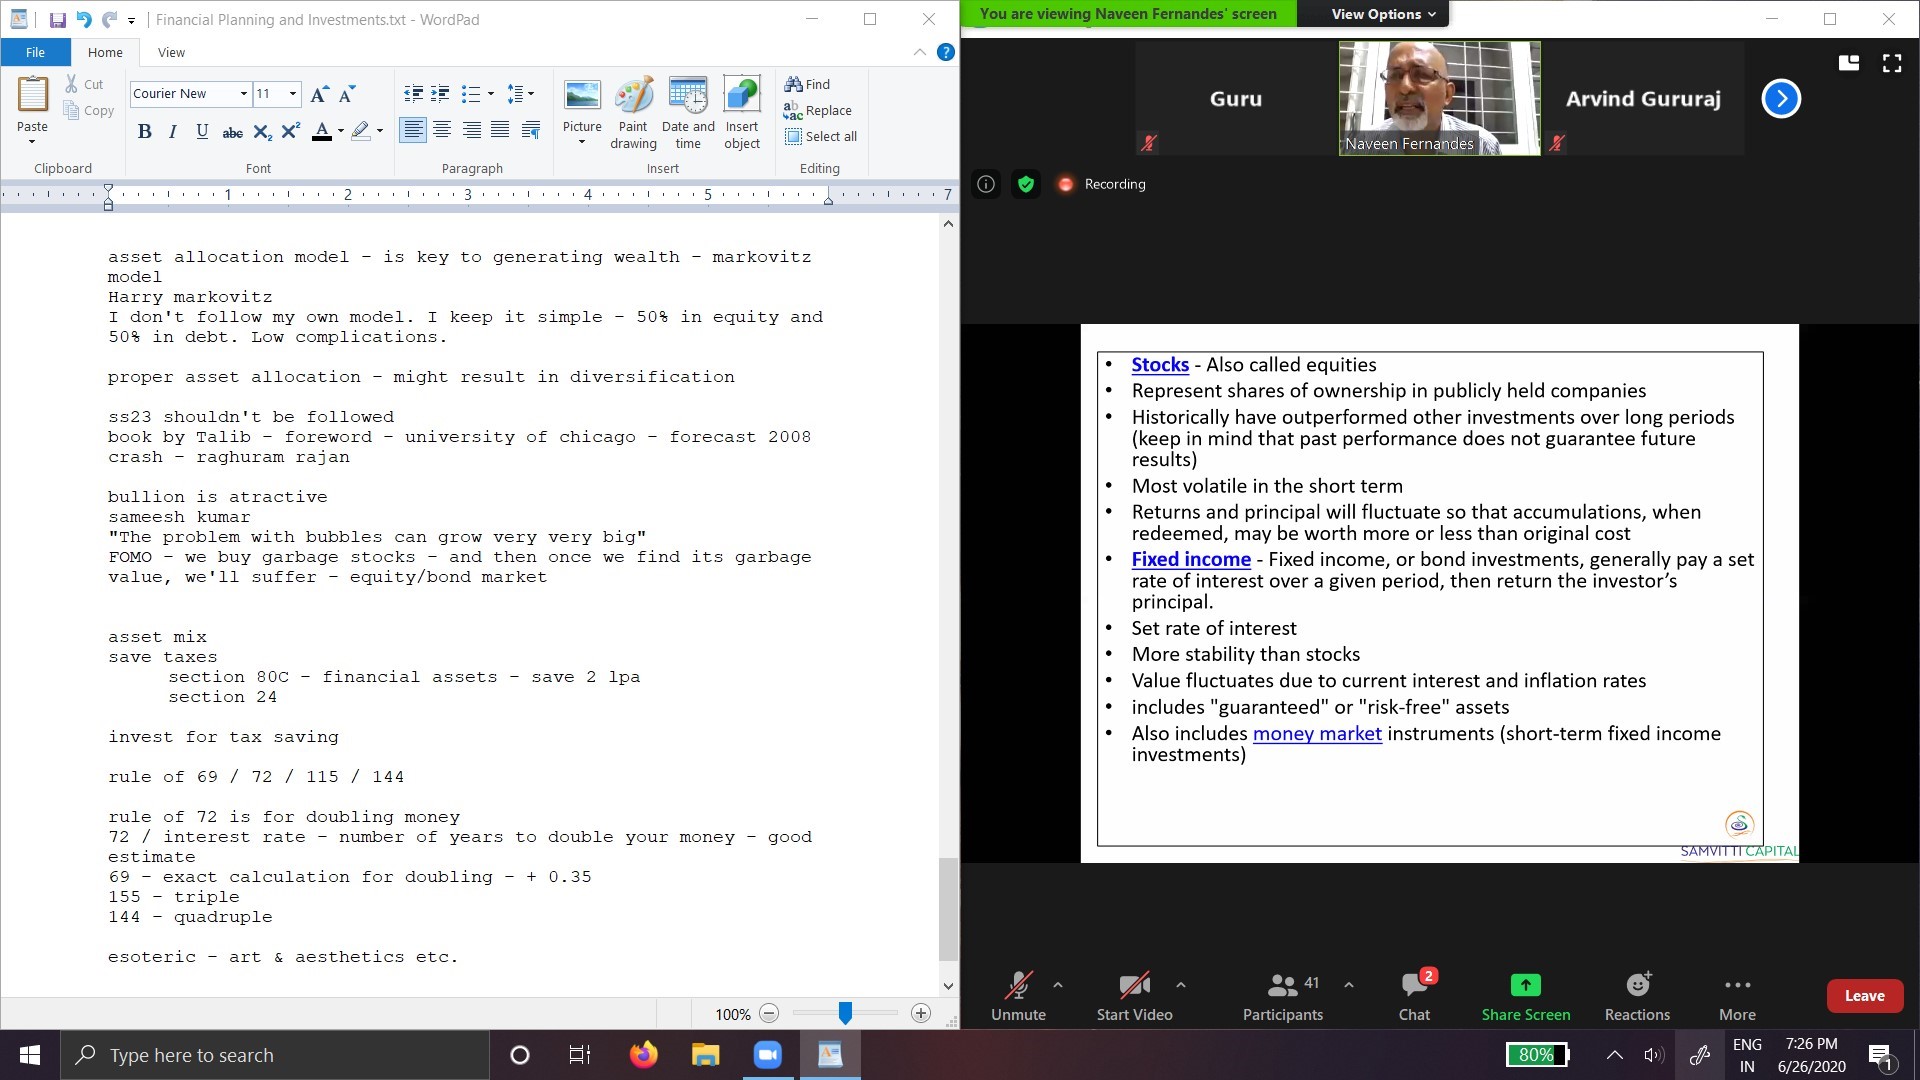 Financial Planning and Investments.txt - WordPad
File
Home
View
Paste
Cut
Copy
Clipboard
Courier New
11
B I U abc X₂ X² A
Font
Paragraph
Picture
Paint drawing
Date and time
Insert object
Insert
Find
Replace
Select all
Editing
1 2 3 4 5 7
asset allocation model - is key to generating wealth - markovitz
model
Harry markovitz
I don't follow my own model. I keep it simple - 50% in equity and
50% in debt. Low complications.
proper asset allocation - might result in diversification
ss23 shouldn't be followed
book by Talib - foreword - university of chicago - forecast 2008
crash - raghuram rajan
bullion is atractive
sameesh kumar
"The problem with bubbles can grow very very big"
FOMO - we buy garbage stocks - and then once we find its garbage
value, we'll suffer - equity/bond market
asset mix
save taxes
section 80C - financial assets - save 2 lpa
section 24
invest for tax saving
rule of 69 / 72 / 115 / 144
rule of 72 is for doubling money
72 / interest rate - number of years to double your money - good
estimate
69 - exact calculation for doubling - + 0.35
155 - triple
144 - quadruple
esoteric - art & aesthetics etc.
100%
You are viewing Naveen Fernandes' screen
View Options
Guru
Naveen Fernandes
Arvind Gururaj
Recording
• Stocks - Also called equities
• Represent shares of ownership in publicly held companies
• Historically have outperformed other investments over long periods
(keep in mind that past performance does not guarantee future
results)
• Most volatile in the short term
• Returns and principal will fluctuate so that accumulations, when
redeemed, may be worth more or less than original cost
• Fixed income - Fixed income, or bond investments, generally pay a set
rate of interest over a given period, then return the investor's
principal.
• Set rate of interest
• More stability than stocks
• Value fluctuates due to current interest and inflation rates
• includes "guaranteed" or "risk-free" assets
• Also includes money market instruments (short-term fixed income
investments)
SAMVITTI CAPITAL
Unmute
Start Video
41
Participants
2
Chat
Share Screen
Reactions
More
Leave
Type here to search
80%
ENG
IN
7:26 PM
6/26/2020
1